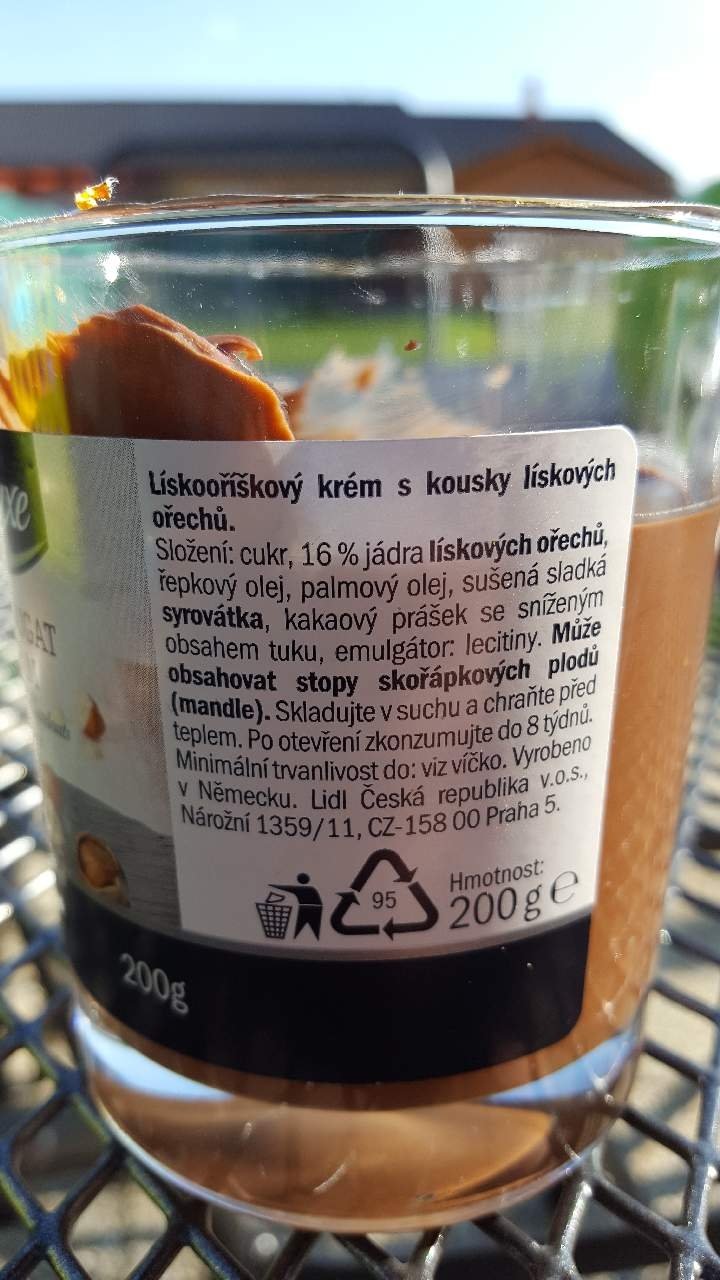 Lískooříškový krém s kousky lískových
ořechů.
Složení: cukr, 16 % jádra lískových ořechů,
řepkový olej, palmový olej, sušená sladká
syrovátka, kakaový prášek se sníženým
obsahem tuku, emulgátor: lecitiny. Může
obsahovat stopy skořápkových plodů
(mandle). Skladujte v suchu a chraňte před
teplem. Po otevření zkonzumujte do 8 týdnů.
Minimální trvanlivost do: viz víčko. Vyrobeno
v Německu. Lidl Česká republika v.o.s.,
Nárožní 1359/11, CZ-158 00 Praha 5.
95
Hmotnost:
200 g e
200g